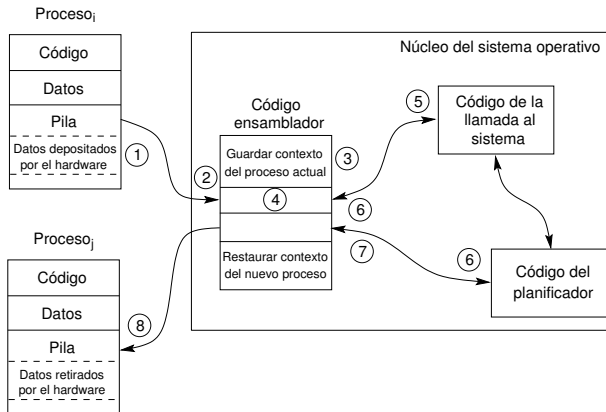 Proceso i
Código
Datos
Pila
Datos depositados
por el hardware
1
Núcleo del sistema operativo
Código
ensamblador
2
Guardar contexto
del proceso actual
3
4
5
Código de la
llamada al
sistema
6
7
Restaurar contexto
del nuevo proceso
6
Código del
planificador
Proceso j
Código
Datos
Pila
8
Datos retirados
por el hardware